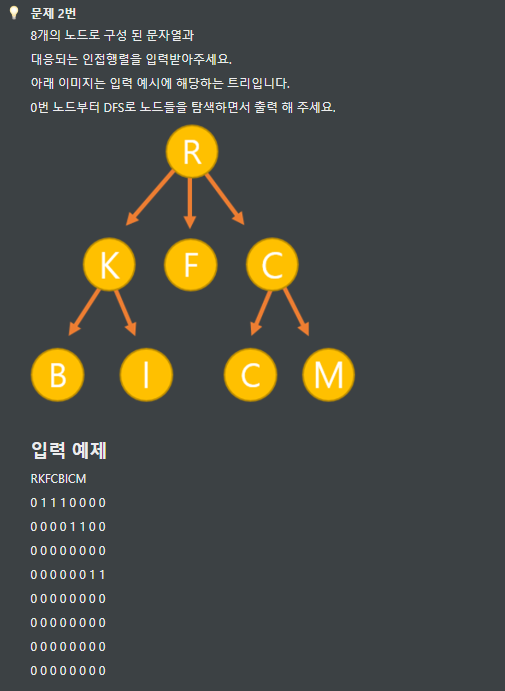 문제 2번
8개의 노드로 구성 된 문자열과
대응되는 인접행렬을 입력받아주세요.
아래 이미지는 입력 예시에 해당하는 트리입니다.
0번 노드부터 DFS로 노드들을 탐색하면서 출력 해 주세요.
R
K F C
B I C M
입력 예제
RKFCBICM
0 1 1 1 0 0 0 0
0 0 0 0 1 1 0 0
0 0 0 0 0 0 0 0
0 0 0 0 0 0 1 1
0 0 0 0 0 0 0 0
0 0 0 0 0 0 0 0
0 0 0 0 0 0 0 0
0 0 0 0 0 0 0 0